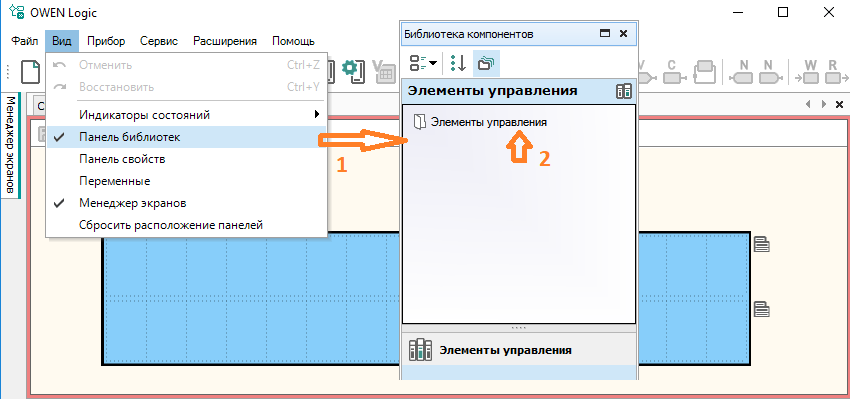 OWEN Logic
Файл Вид Прибор Сервис Расширения Помощь
Отменить Ctrl+Z
Восстановить Ctrl+Y
Индикаторы состояний
Панель библиотек
Панель свойств
Переменные
Менеджер экранов
Сбросить расположение панелей
1
Библиотека компонентов
Элементы управления
Элементы управления
2
Элементы управления
Менеджер экранов
V C N N W R